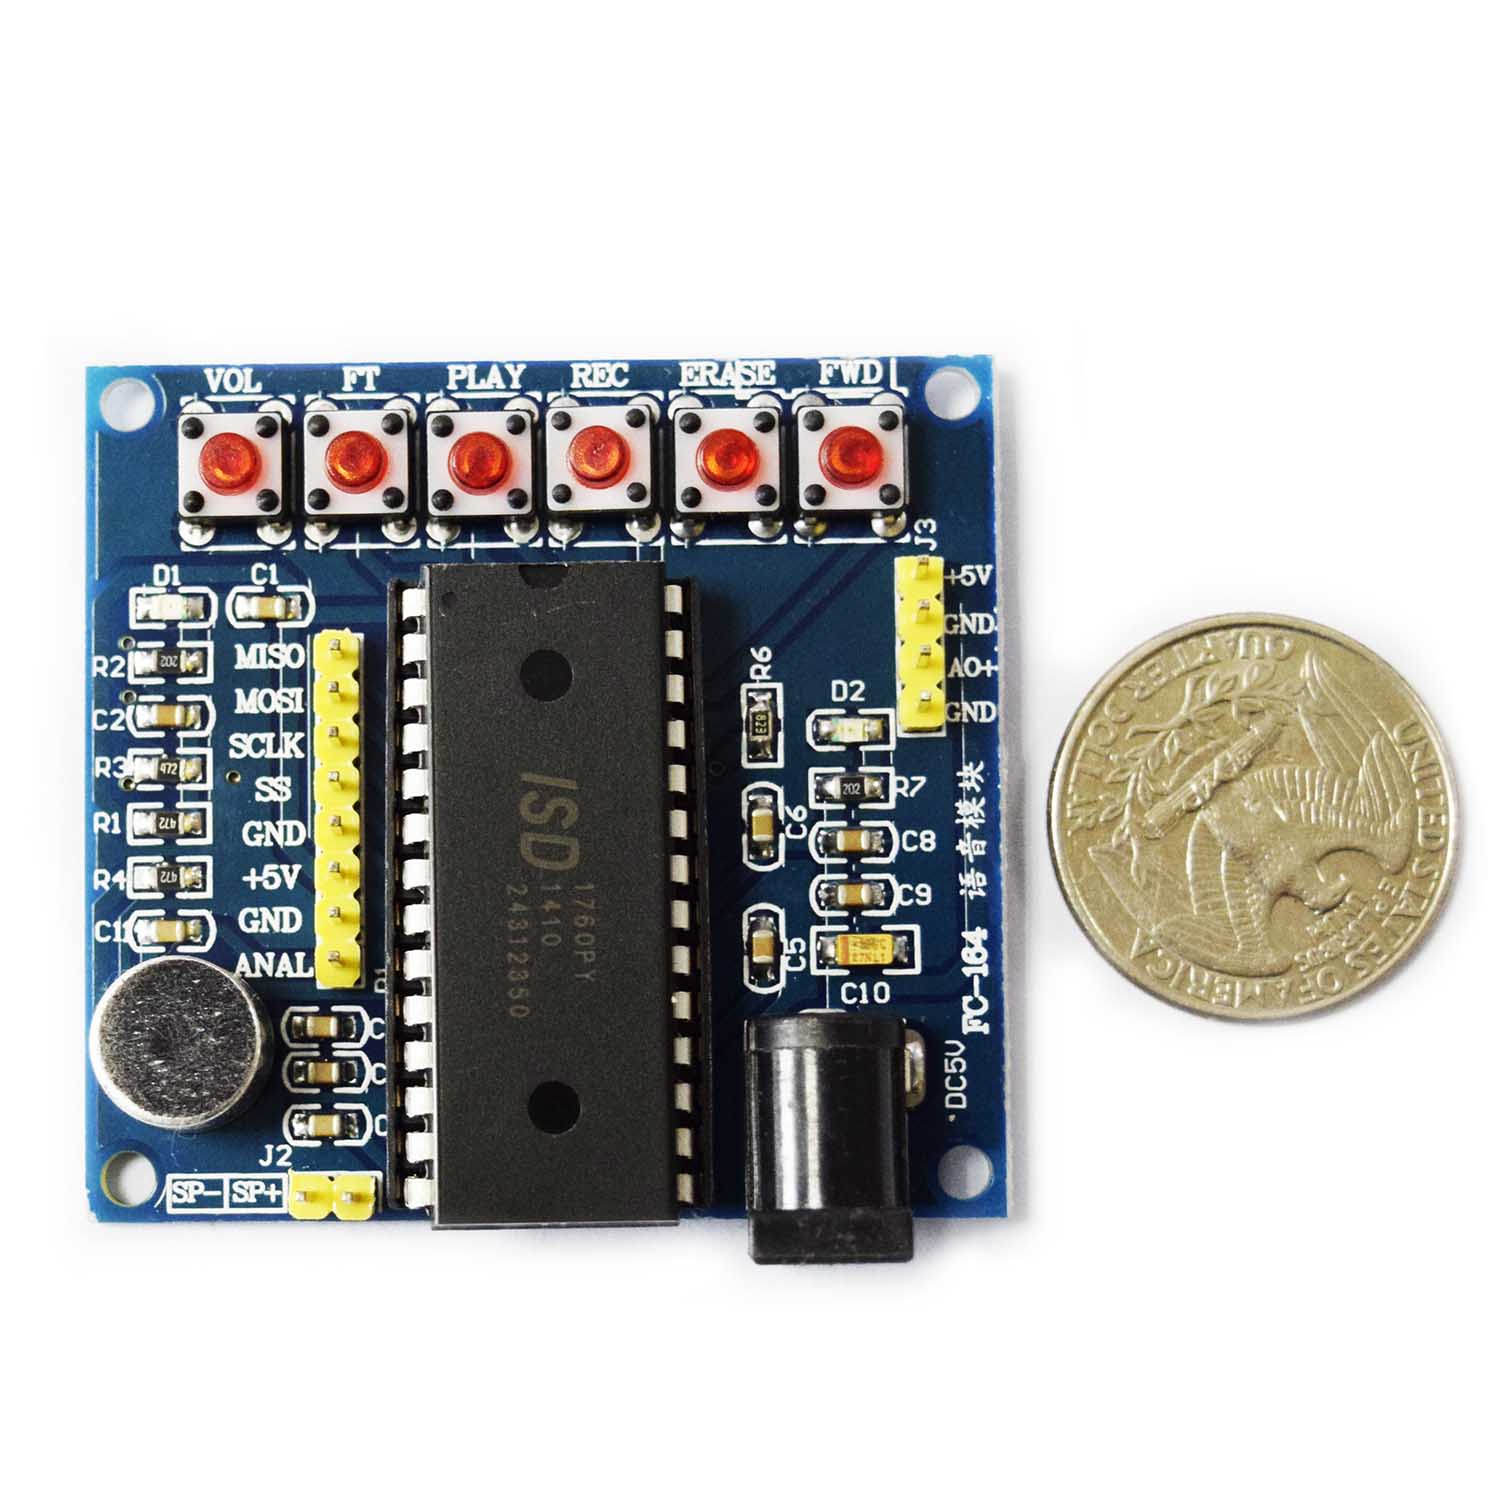 VOL FT PLAY REC ERASE FWD
J3
+5V
GND
AO+
GND
D1 C1
R2 202
C2
R3 472
R1 472
R4 472
C1
MISO
MOSI
SCLK
SS
GND
+5V
GND
ANAL
ISD
1760PY
1410
24312350
R6
823
D2
R7 202
C6
C8
C9
C5
C10
FC-164 语音模块
DC5V
C
C
C
J2
SP- SP+
UNITED STATES OF AMERICA
E PLURIBUS UNUM
QUARTER DOLLAR